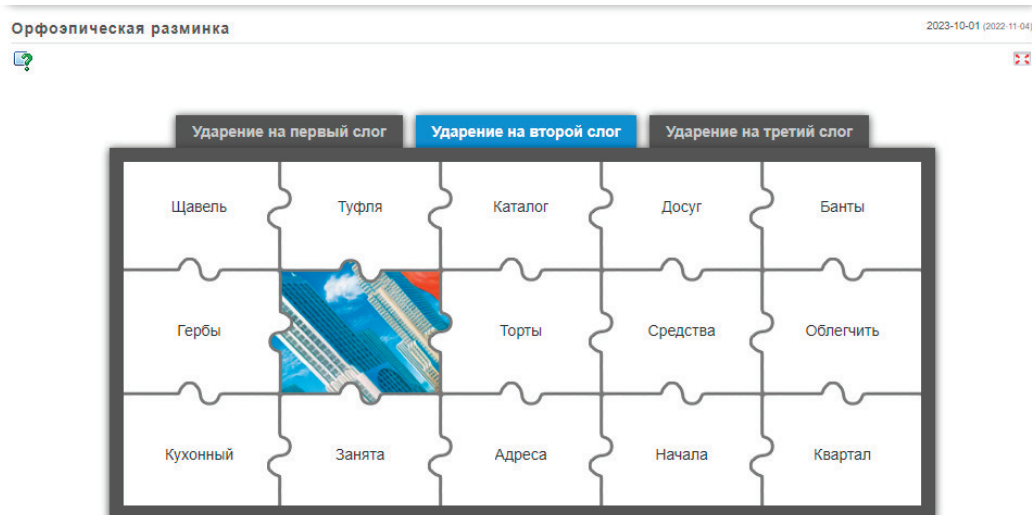 Орфоэпическая разминка
2023-10-01 (2022-11-04)
Ударение на первый слог Ударение на второй слог Ударение на третий слог
Щавель Туфля Каталог Досуг Банты
Гербы Торты Средства Облегчить
Кухонный Занята Адреса Начала Квартал